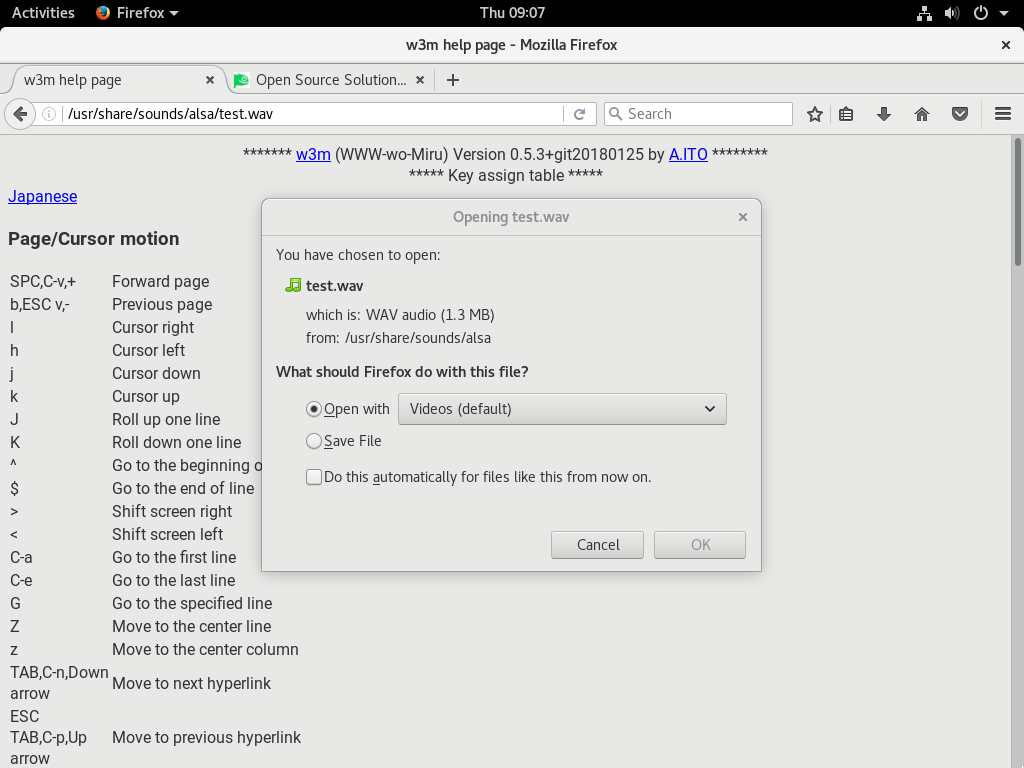 Activities Firefox Thu 09:07
w3m help page - Mozilla Firefox
w3m help page Open Source Solution...
/usr/share/sounds/alsa/test.wav Search
******* w3m (WWW-wo-Miru) Version 0.5.3+git20180125 by A.ITO ********
***** Key assign table *****
Japanese
Page/Cursor motion
SPC,C-v,+ Forward page
b,ESC v,- Previous page
l Cursor right
h Cursor left
j Cursor down
k Cursor up
J Roll up one line
K Roll down one line
^ Go to the beginning o
$ Go to the end of line
> Shift screen right
< Shift screen left
C-a Go to the first line
C-e Go to the last line
G Go to the specified line
Z Move to the center line
z Move to the center column
TAB,C-n,Down
arrow
Move to next hyperlink
ESC
TAB,C-p,Up
arrow
Move to previous hyperlink
Opening test.wav
You have chosen to open:
test.wav
which is: WAV audio (1.3 MB)
from: /usr/share/sounds/alsa
What should Firefox do with this file?
Open with Videos (default)
Save File
Do this automatically for files like this from now on.
Cancel OK